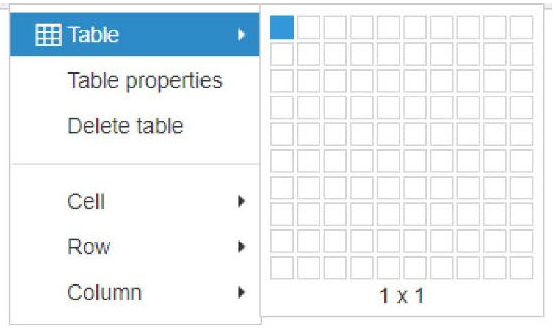 Table
Table properties
Delete table
Cell
Row
Column
1 x 1